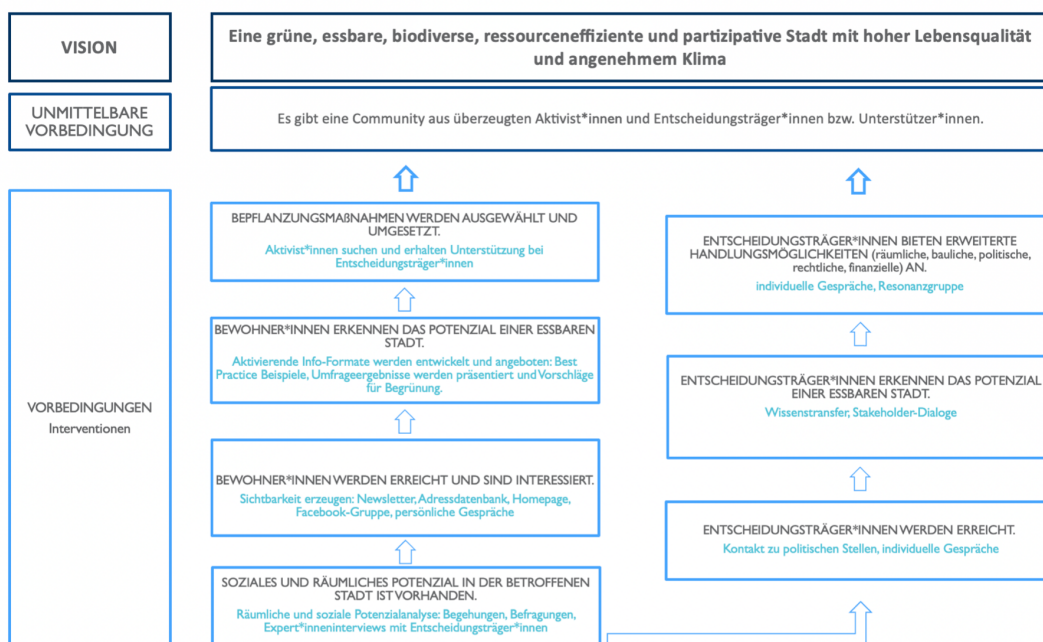 VISION
Eine grüne, essbare, biodiverse, ressourceneffiziente und partizipative Stadt mit hoher Lebensqualität
und angenehmem Klima
UNMITTELBARE
VORBEDINGUNG
Es gibt eine Community aus überzeugten Aktivist*innen und Entscheidungsträger*innen bzw. Unterstützer*innen.
VORBEDINGUNGEN
Interventionen
BEPFLANZUNGSMAßNAHMEN WERDEN AUSGEWÄHLT UND
UMGESETZT.
Aktivist*innen suchen und erhalten Unterstützung bei
Entscheidungsträger*innen
BEWOHNER*INNEN ERKENNEN DAS POTENZIAL EINER ESSBAREN
STADT.
Aktivierende Info-Formate werden entwickelt und angeboten: Best
Practice Beispiele, Umfrageergebnisse werden präsentiert und Vorschläge
für Begrünung.
BEWOHNER*INNEN WERDEN ERREICHT UND SIND INTERESSIERT.
Sichtbarkeit erzeugen: Newsletter, Adressdatenbank, Homepage,
Facebook-Gruppe, persönliche Gespräche
SOZIALES UND RÄUMLICHES POTENZIAL IN DER BETROFFENEN
STADT IST VORHANDEN.
Räumliche und soziale Potenzialanalyse: Begehungen, Befragungen,
Expert*inneninterviews mit Entscheidungsträger*innen
ENTSCHEIDUNGSTRÄGER*INNEN BIETEN ERWEITERTE
HANDLUNGSMÖGLICHKEITEN (räumliche, bauliche, politische,
rechtliche, finanzielle) AN.
individuelle Gespräche, Resonanzgruppe
ENTSCHEIDUNGSTRÄGER*INNEN ERKENNEN DAS POTENZIAL
EINER ESSBAREN STADT.
Wissenstransfer, Stakeholder-Dialoge
ENTSCHEIDUNGSTRÄGER*INNEN WERDEN ERREICHT.
Kontakt zu politischen Stellen, individuelle Gespräche